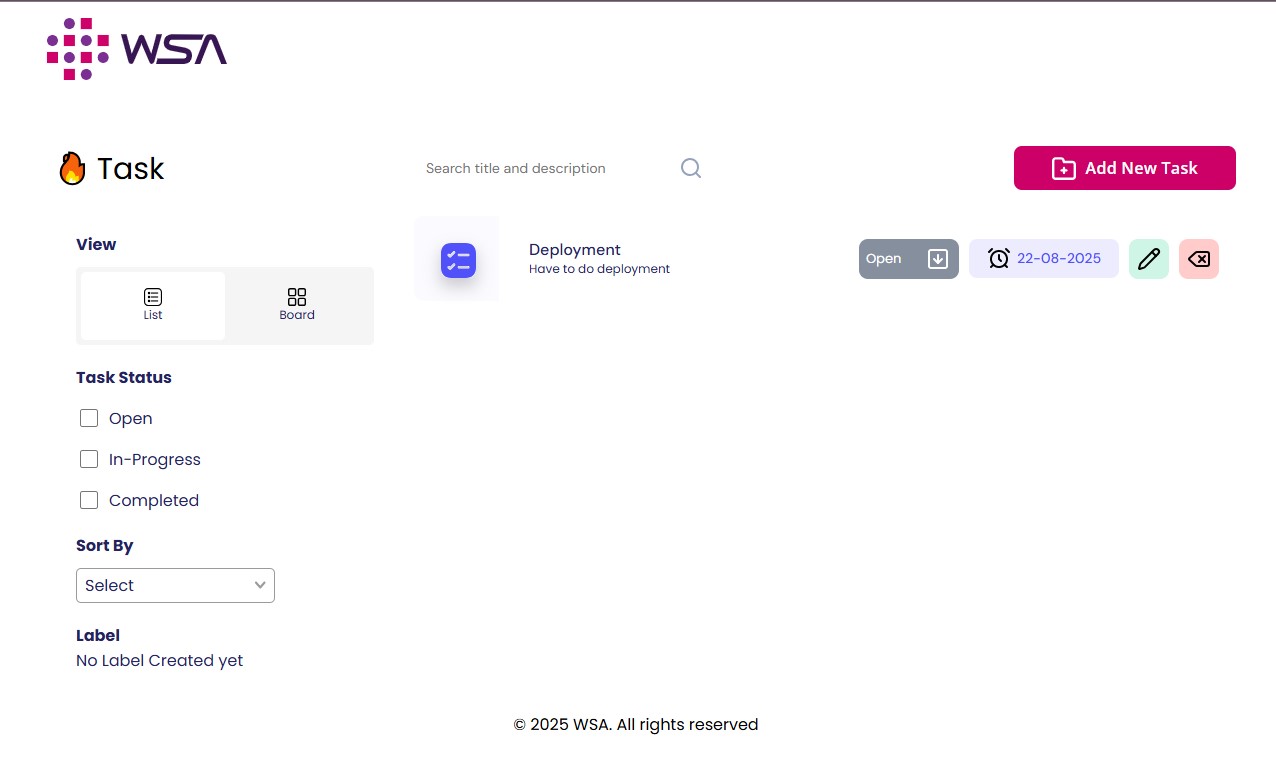 WSA
Task
Search title and description
Add New Task
View
List
Board
Task Status
Open
In-Progress
Completed
Sort By
Select
Label
No Label Created yet
Deployment
Have to do deployment
Open
22-08-2025
© 2025 WSA. All rights reserved